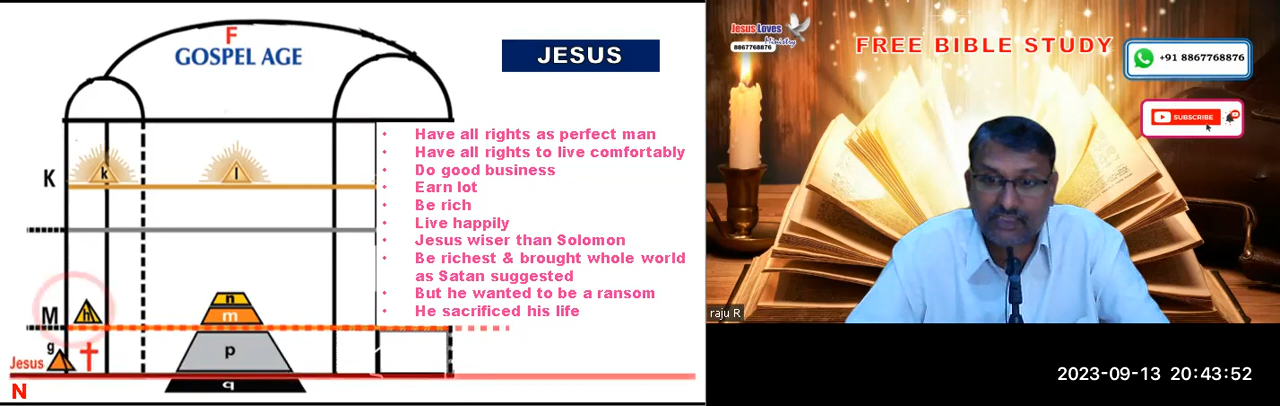 F
GOSPEL AGE
K
k
l
M
h
n
m
g
Jesus
p
q
N
JESUS
Have all rights as perfect man
Have all rights to live comfortably
Do good business
Earn lot
Be rich
Live happily
Jesus wiser than Solomon
Be richest & brought whole world
as Satan suggested
But he wanted to be a ransom
He sacrificed his life
Jesus Loves
Ministry
8867768876
FREE BIBLE STUDY
+91 8867768876
SUBSCRIBE
raju R
2023-09-13 20:43:52